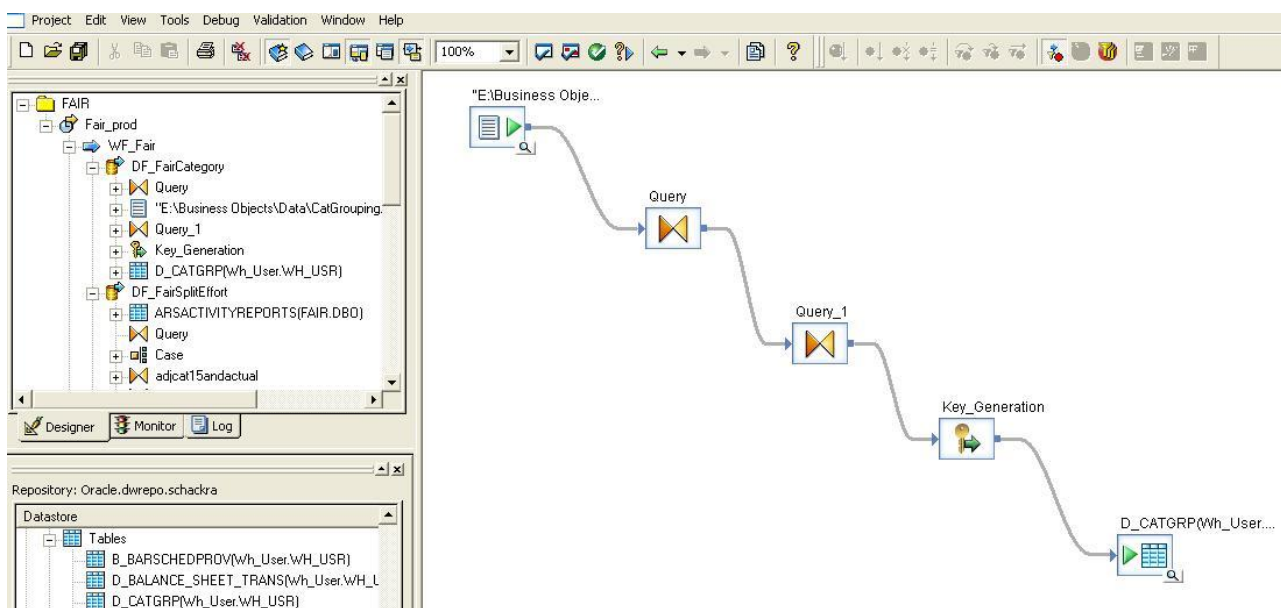 Project Edit View Tools Debug Validation Window Help
100%
FAIR
Fair_prod
WF_Fair
DF_FairCategory
Query
"E:\Business Objects\Data\CatGrouping.
Query_1
Key_Generation
D_CATGRP(Wh_User.WH_USR)
DF_FairSplitEffort
ARSACTIVITYREPORTS(FAIR.DBO)
Query
Case
adjcat15andactual
Designer Monitor Log
Repository: Oracle.dwrepo.schackra
Datastore
Tables
B_BARSCHEDPROV(Wh_User.WH_USR)
D_BALANCE_SHEET_TRANS(Wh_User.WH_U
D_CATGRP(Wh_User.WH_USR)
"E:\Business Obje...
Query
Query_1
Key_Generation
D_CATGRP(Wh_User....